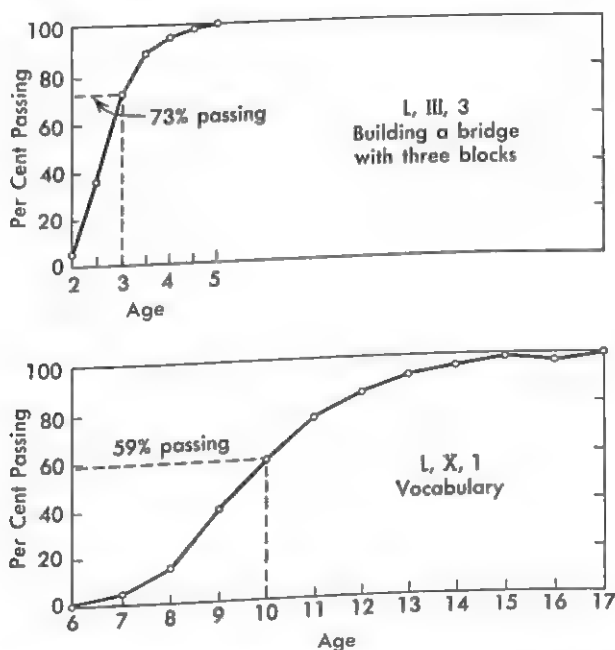 Per Cent Passing
100
80
60
40
20
0
73% passing
L, III, 3
Building a bridge
with three blocks
2 3 4 5
Age
Per Cent Passing
100
80
60
40
20
0
59% passing
L, X, 1
Vocabulary
6 7 8 9 10 11 12 13 14 15 16 17
Age